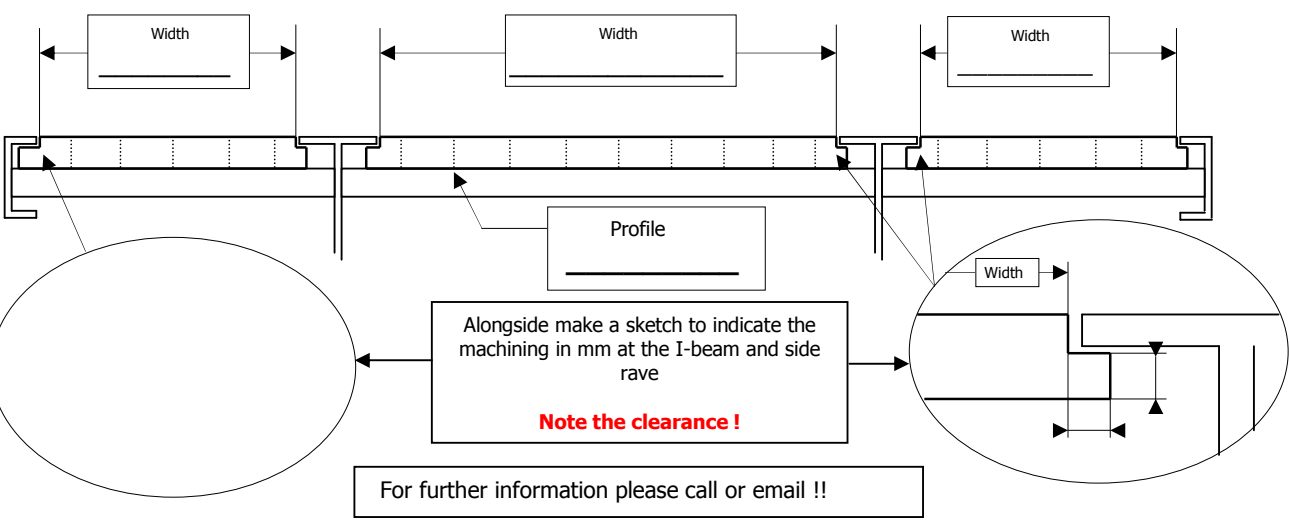 Width
Width
Width
Profile
Width
Alongside make a sketch to indicate the
machining in mm at the I-beam and side
rave
Note the clearance !
For further information please call or email !!